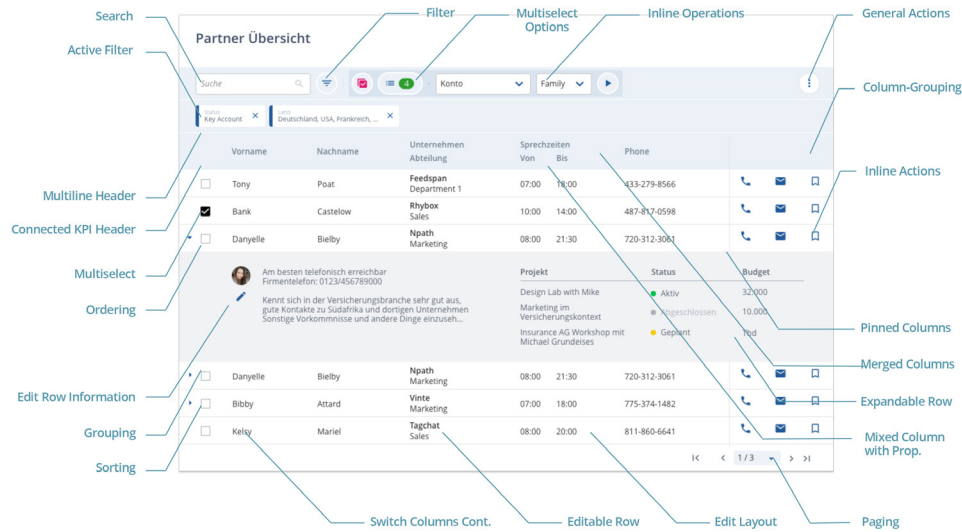 Search
Filter
Multiselect
Options
Inline Operations
General Actions
Active Filter
Partner Übersicht
Suche
4
Konto
Family
Column-Grouping
Status
Key Account
Land
Deutschland, USA, Frankreich, ...
Vorname
Nachname
Unternehmen
Abteilung
Sprechzeiten
Von
Bis
Phone
Tony
Poat
Feedspan
Department 1
07:00
18:00
433-279-8566
Inline Actions
Multiline Header
Bank
Castelow
Rhybox
Sales
10:00
14:00
487-817-0598
Connected KPI Header
Danyelle
Bielby
Npath
Marketing
08:00
21:30
720-312-3061
Multiselect
Ordering
Am besten telefonisch erreichbar
Firmentelefon: 0123/456789000
Kennt sich in der Versicherungsbranche sehr gut aus,
gute Kontakte zu Südafrika und dortigen Unternehmen
Sonstige Vorkommnisse und andere Dinge einzuseh...
Projekt
Status
Budget
Design Lab with Mike
Aktiv
32.000
Marketing im
Versicherungskontext
Abgeschlossen
10.000
Insurance AG Workshop mit
Michael Grundeises
Geplant
Tbd
Pinned Columns
Merged Columns
Danyelle
Bielby
Npath
Marketing
08:00
21:30
720-312-3061
Edit Row Information
Bibby
Attard
Vinte
Marketing
07:00
18:00
775-374-1482
Expandable Row
Grouping
Kelsy
Mariel
Tagchat
Sales
08:00
20:00
811-860-6641
Mixed Column
with Prop.
Sorting
1 / 3
Switch Columns Cont.
Editable Row
Edit Layout
Paging